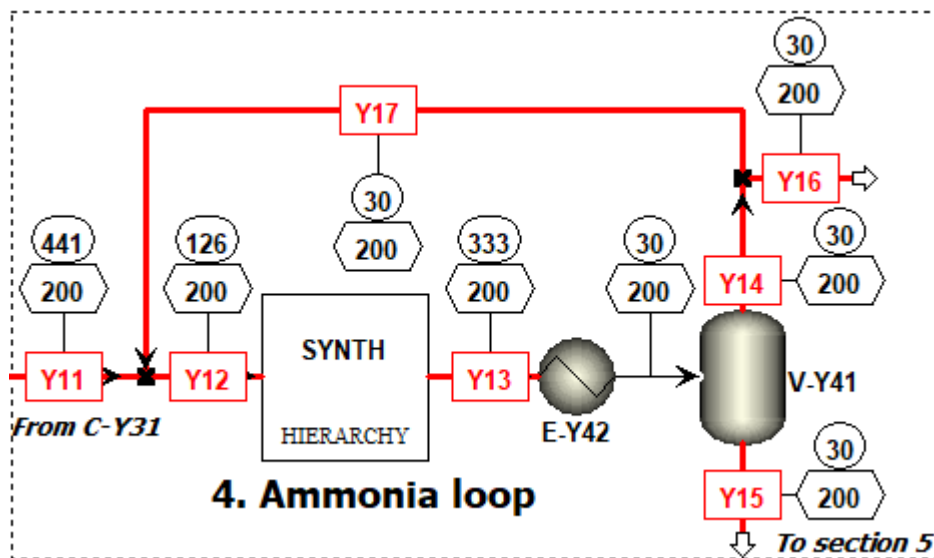 30
200
Y17
Y16
30
200
441
200
126
200
333
200
30
200
30
200
Y14
SYNTH
Y11
Y12
Y13
V-Y41
From C-Y31
HIERARCHY
E-Y42
30
200
Y15
4. Ammonia loop
To section 5